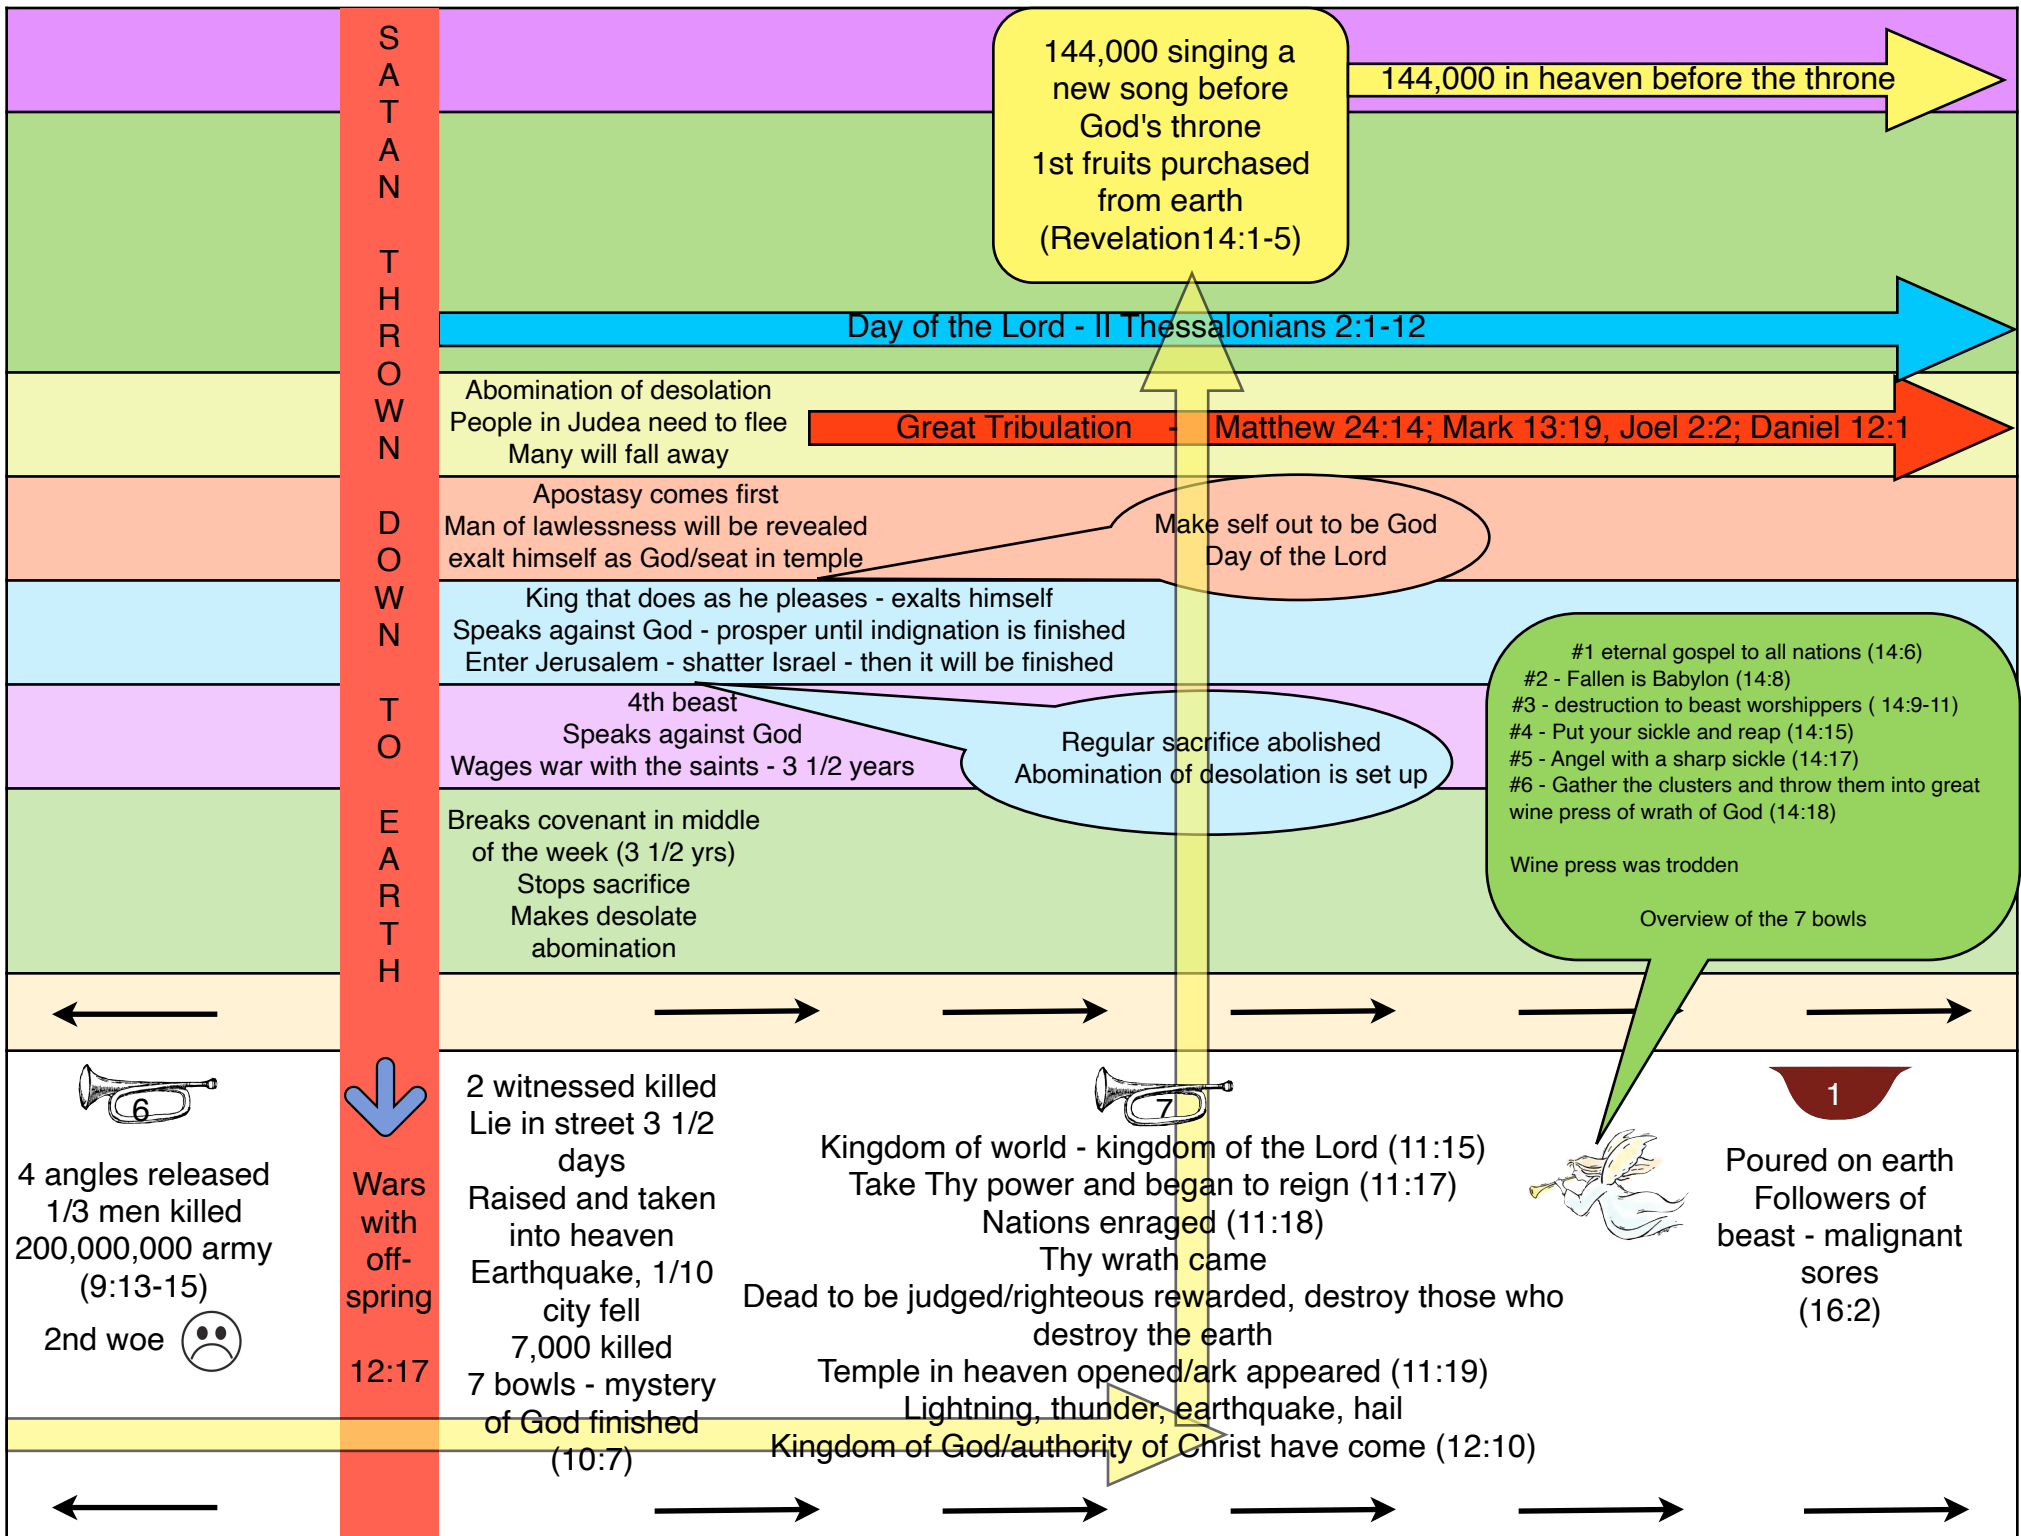 SATAN THROWN DOWN TO EARTH
144,000 singing a
new song before
God's throne
1st fruits purchased
from earth
(Revelation14:1-5)
144,000 in heaven before the throne
Day of the Lord - II Thessalonians 2:1-12
Abomination of desolation
People in Judea need to flee
Many will fall away
Great Tribulation - Matthew 24:14; Mark 13:19, Joel 2:2; Daniel 12:1
Apostasy comes first
Man of lawlessness will be revealed
exalt himself as God/seat in temple
Make self out to be God
Day of the Lord
King that does as he pleases - exalts himself
Speaks against God - prosper until indignation is finished
Enter Jerusalem - shatter Israel - then it will be finished
4th beast
Speaks against God
Wages war with the saints - 3 1/2 years
Regular sacrifice abolished
Abomination of desolation is set up
#1 eternal gospel to all nations (14:6)
#2 - Fallen is Babylon (14:8)
#3 - destruction to beast worshippers ( 14:9-11)
#4 - Put your sickle and reap (14:15)
#5 - Angel with a sharp sickle (14:17)
#6 - Gather the clusters and throw them into great
wine press of wrath of God (14:18)
Wine press was trodden
Overview of the 7 bowls
Breaks covenant in middle
of the week (3 1/2 yrs)
Stops sacrifice
Makes desolate
abomination
6
4 angles released
1/3 men killed
200,000,000 army
(9:13-15)
2nd woe
Wars
with
off-
spring
12:17
2 witnessed killed
Lie in street 3 1/2
days
Raised and taken
into heaven
Earthquake, 1/10
city fell
7,000 killed
7 bowls - mystery
of God finished
(10:7)
7
Kingdom of world - kingdom of the Lord (11:15)
Take Thy power and began to reign (11:17)
Nations enraged (11:18)
Thy wrath came
Dead to be judged/righteous rewarded, destroy those who
destroy the earth
Temple in heaven opened/ark appeared (11:19)
Lightning, thunder, earthquake, hail
Kingdom of God/authority of Christ have come (12:10)
1
Poured on earth
Followers of
beast - malignant
sores
(16:2)